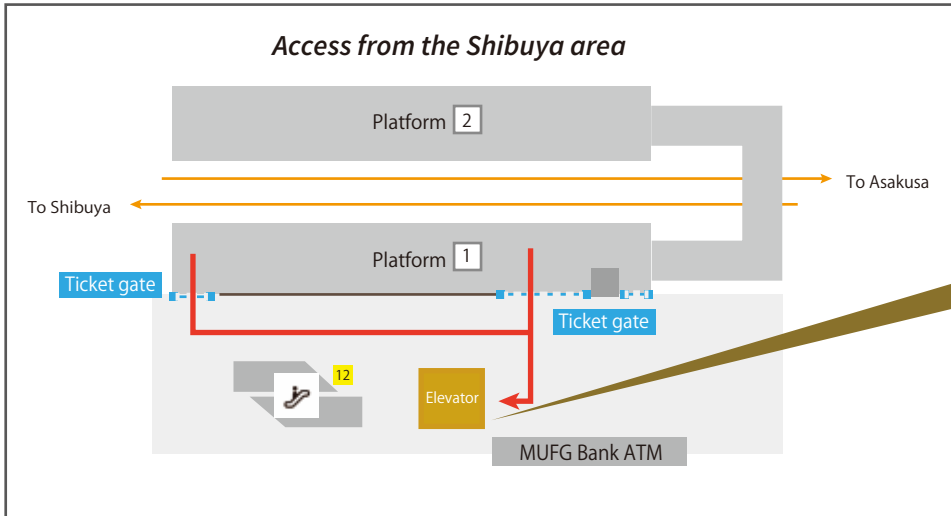 Access from the Shibuya area
Platform 2
To Asakusa
To Shibuya
Platform 1
Ticket gate
Ticket gate
12
Elevator
MUFG Bank ATM